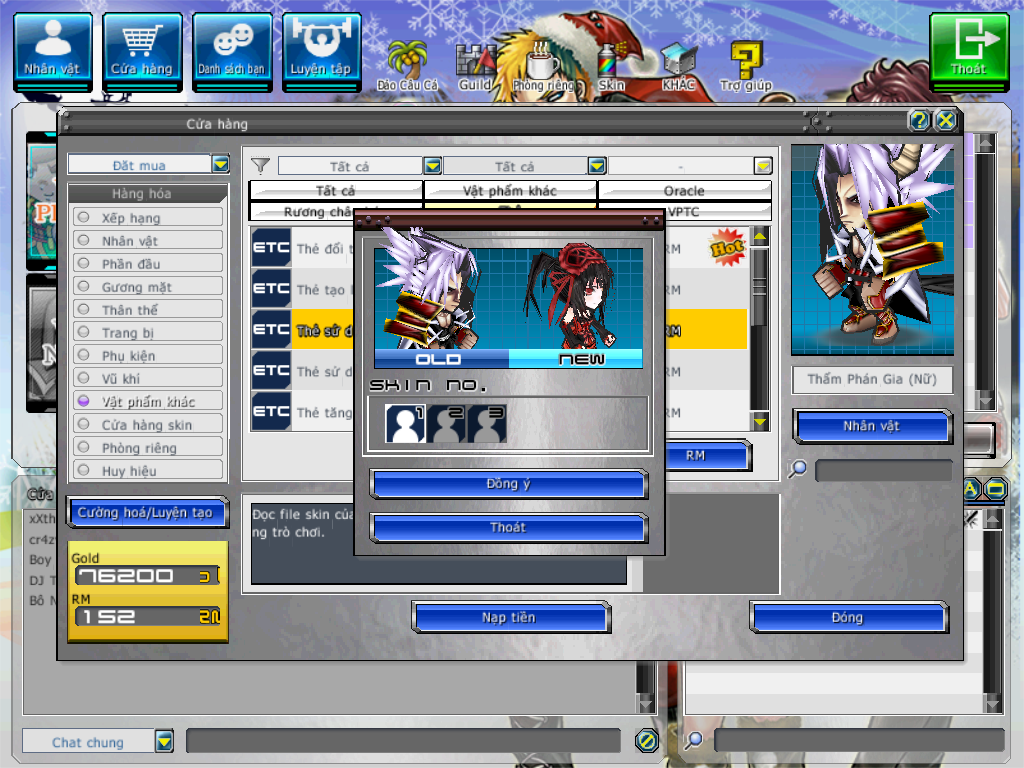 Nhân vật
Cửa hàng
Danh sách bạn
Luyện tập
Đảo Câu Cá
Guild
Phòng riêng
Skin
KHÁC
Trợ giúp
Thoát
Cửa hàng
Đặt mua
Hàng hóa
Xếp hạng
Nhân vật
Phần đầu
Gương mặt
Thân thể
Trang bị
Phụ kiện
Vũ khí
Vật phẩm khác
Cửa hàng skin
Phòng riêng
Huy hiệu
Cường hoá/Luyện tạo
Gold
76200
RM
152
Tất cả
Tất cả
-
Tất cả
Vật phẩm khác
Oracle
VPTC
ETC Thẻ đổi
RM
Hot
ETC Thẻ tạo
RM
ETC Thẻ sử
RM
ETC Thẻ sử
RM
ETC Thẻ tăng
RM
OLD
NEW
SKIN NO.
1 2 3
Đồng ý
Thoát
RM
Đọc file skin
ng trò chơi.
Thẩm Phán Gia (Nữ)
Nhân vật
Nạp tiền
Đóng
xXth
cr4z
Boy
DJ T
Bô N
Chat chung
A